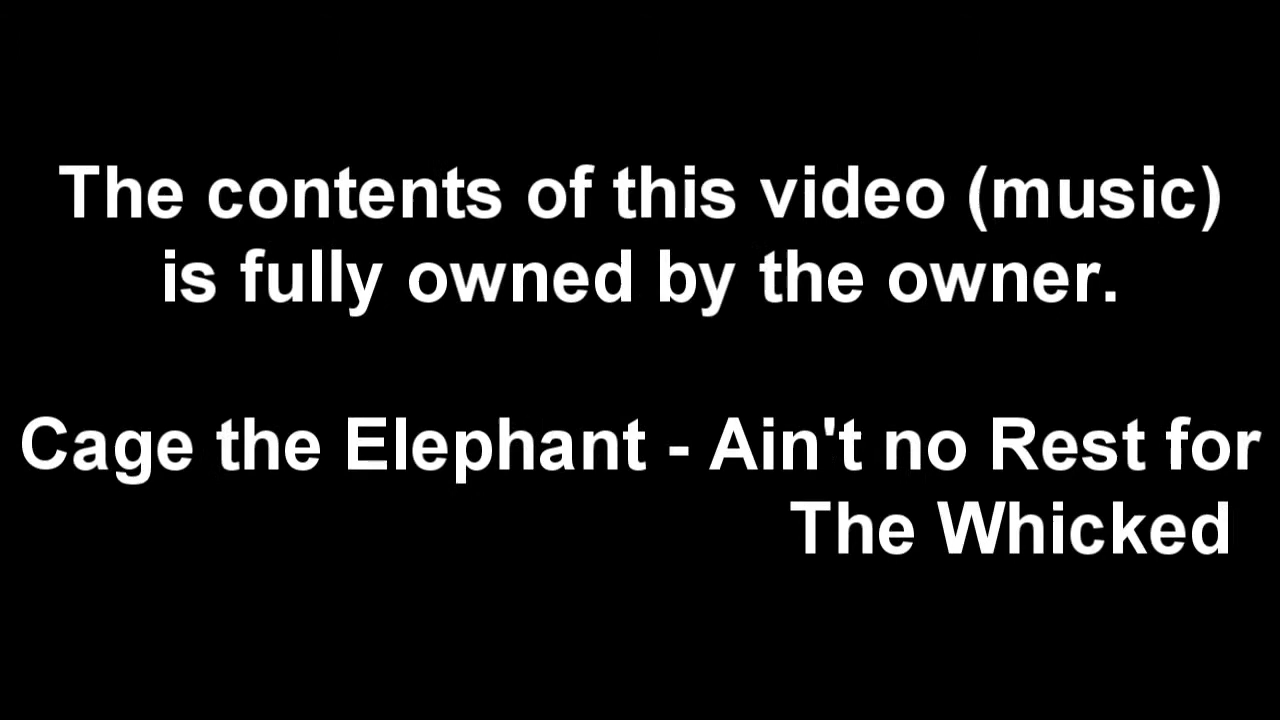 The contents of this video (music)
is fully owned by the owner.
Cage the Elephant - Ain't no Rest for
The Whicked